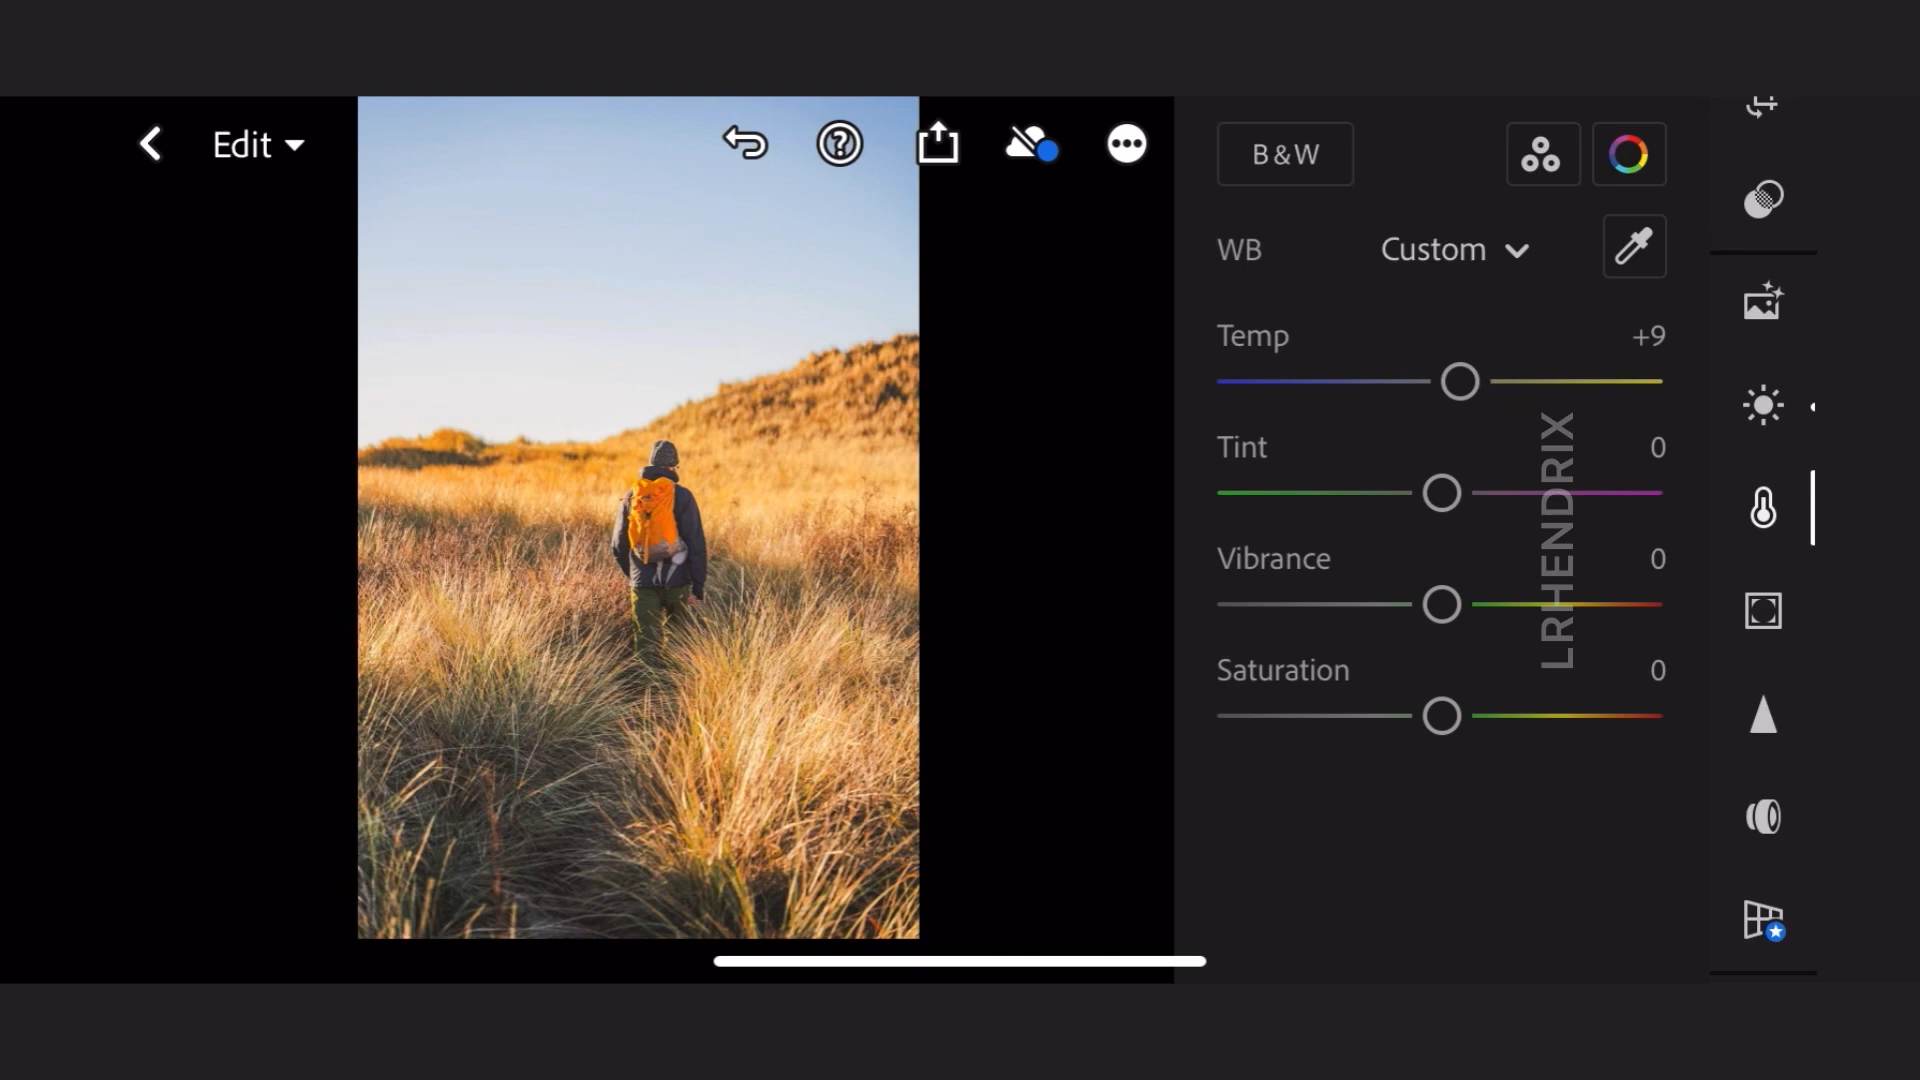 Edit
B&W
WB Custom
Temp +9
Tint 0
Vibrance 0
Saturation 0
LRHENDRIX